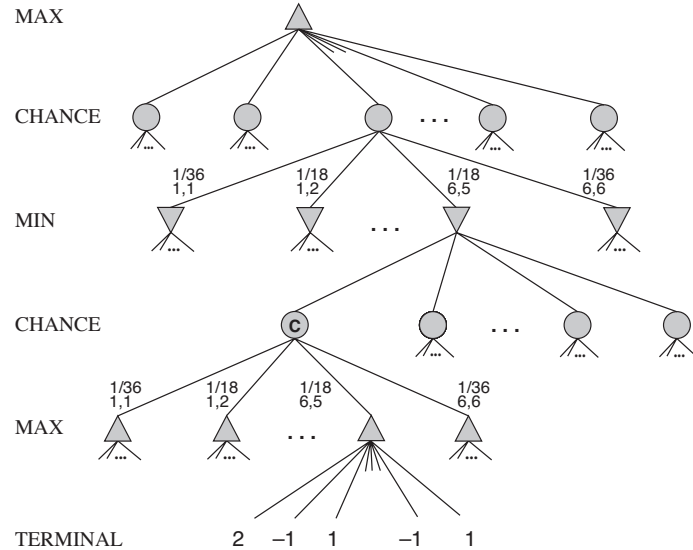 MAX
CHANCE
. . .
1/36 1/18 1/18 1/36
1,1 1,2 6,5 6,6
MIN
. . .
CHANCE
C
. . .
1/36 1/18 1/18 1/36
1,1 1,2 6,5 6,6
MAX
. . .
TERMINAL 2 –1 1 –1 1